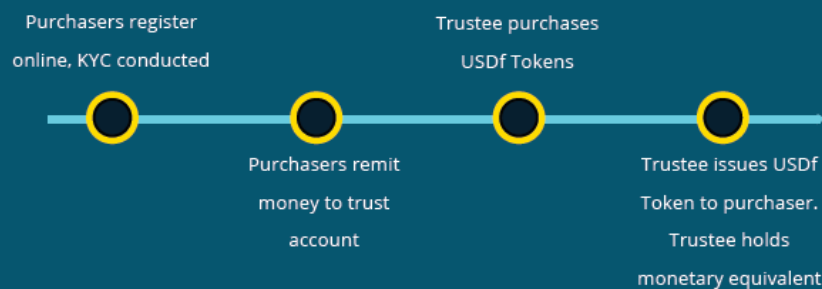 Purchasers register
online, KYC conducted
Purchasers remit
money to trust
account
Trustee purchases
USDf Tokens
Trustee issues USDf
Token to purchaser.
Trustee holds
monetary equivalent